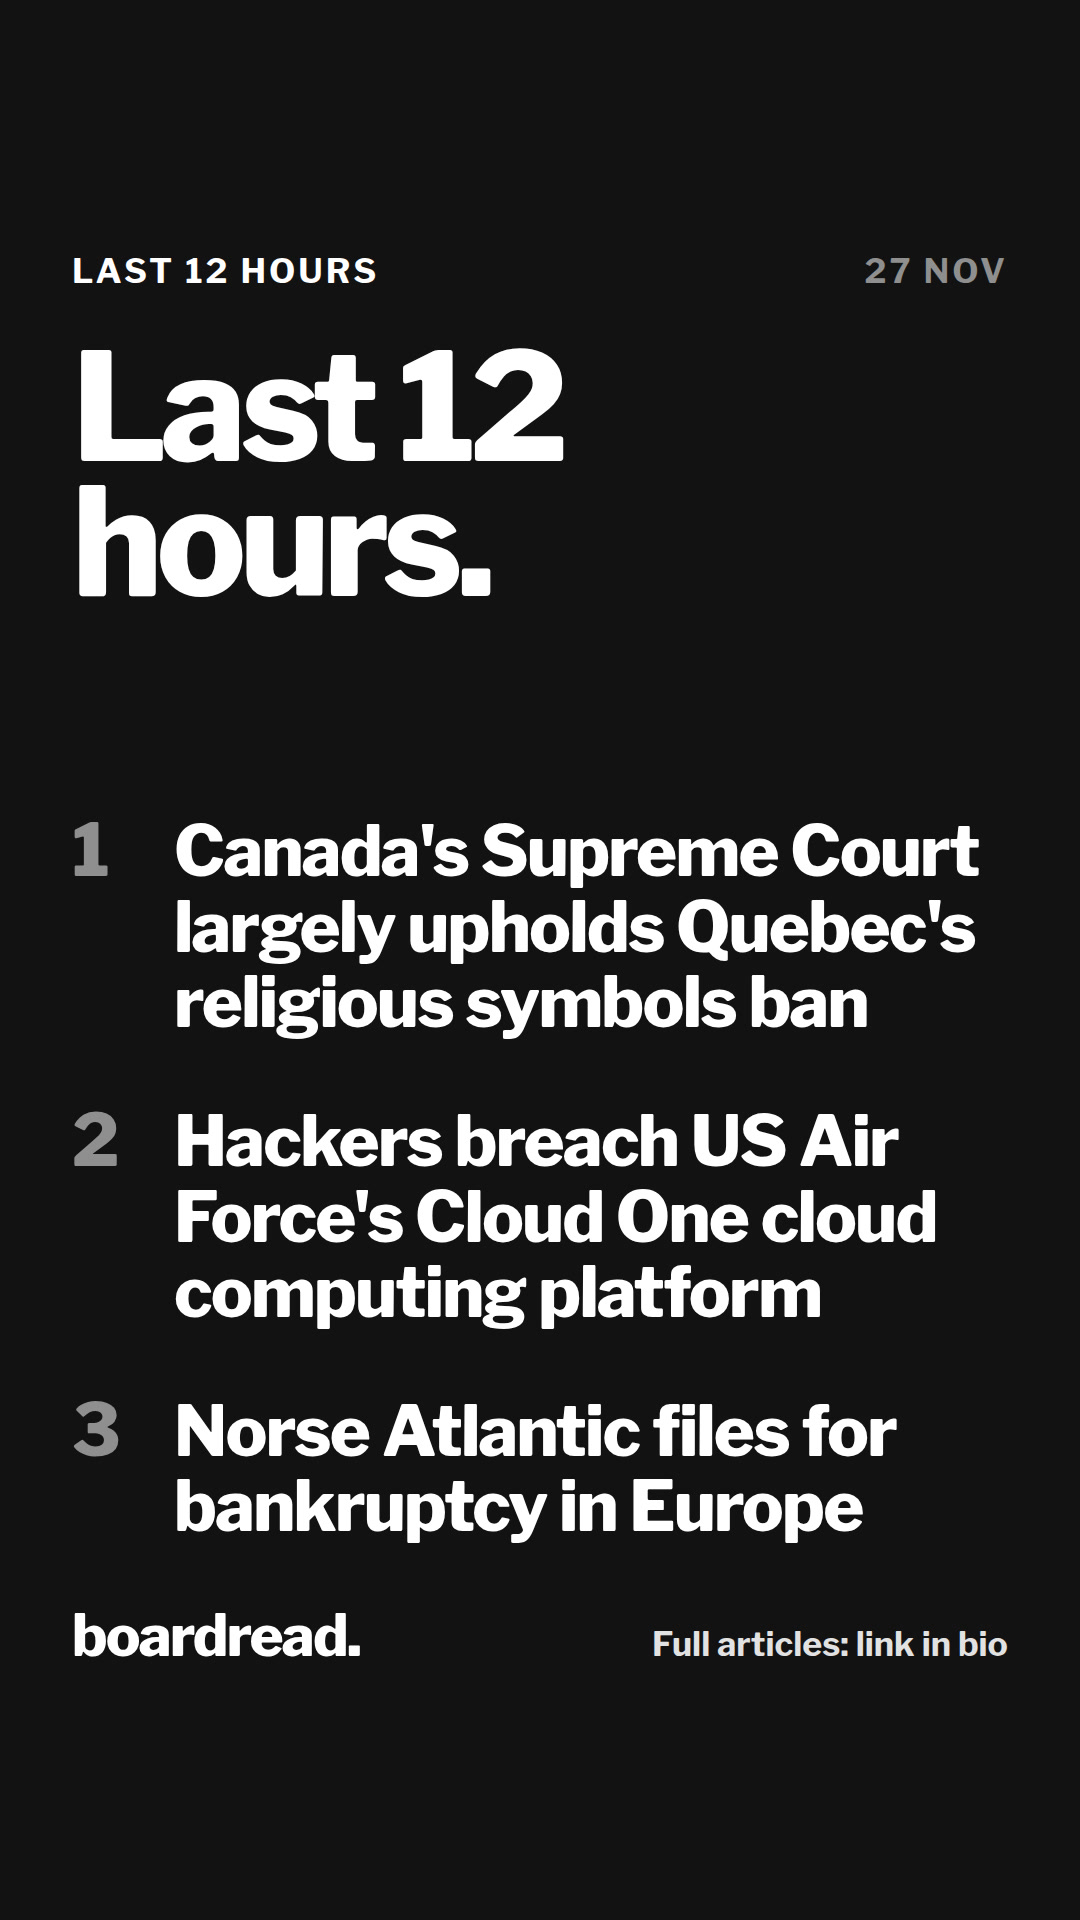 LAST 12 HOURS
27 NOV
Last 12
hours.
1
Canada's Supreme Court
largely upholds Quebec's
religious symbols ban
2
Hackers breach US Air
Force's Cloud One cloud
computing platform
3
Norse Atlantic files for
bankruptcy in Europe
boardread.
Full articles: link in bio